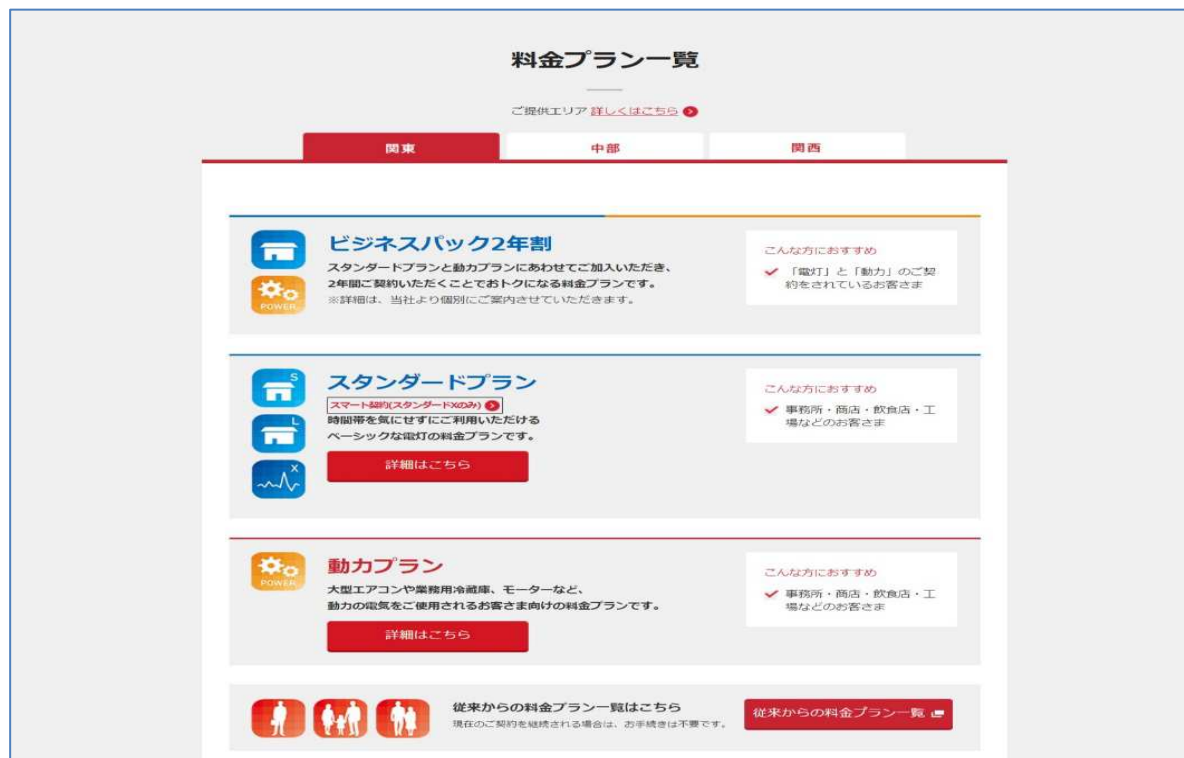 料金プラン一覧
ご提供エリア 詳しくはこちら
関東
中部
関西
ビジネスパック2年割
スタンダードプランと動力プランにあわせてご加入いただき、
2年間ご契約いただくことでおトクになる料金プランです。
※詳細は、当社より個別にご案内させていただきます。
POWER
こんな方におすすめ
「電灯」と「動力」のご契
約をされているお客さま
S
L
X
スタンダードプラン
スマート契約(スタンダードXのみ)
時間帯を気にせずにご利用いただける
ベーシックな電灯の料金プランです。
詳細はこちら
こんな方におすすめ
事務所・商店・飲食店・工
場などのお客さま
POWER
動力プラン
大型エアコンや業務用冷蔵庫、モーターなど、
動力の電気をご使用されるお客さま向けの料金プランです。
詳細はこちら
こんな方におすすめ
事務所・商店・飲食店・工
場などのお客さま
従来からの料金プラン一覧はこちら
現在のご契約を継続される場合は、お手続きは不要です。
従来からの料金プラン一覧